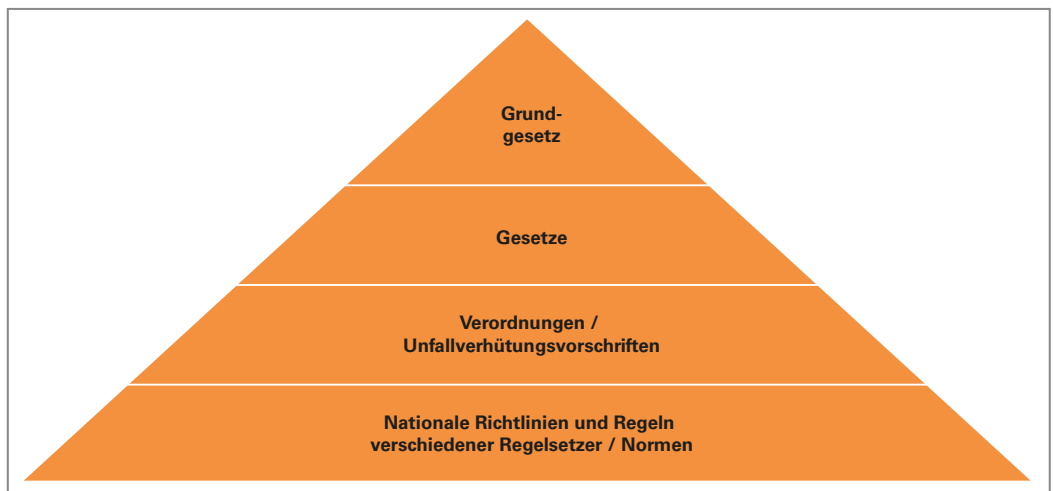 Grund-
gesetz
Gesetze
Verordnungen /
Unfallverhütungsvorschriften
Nationale Richtlinien und Regeln
verschiedener Regelsetzer / Normen